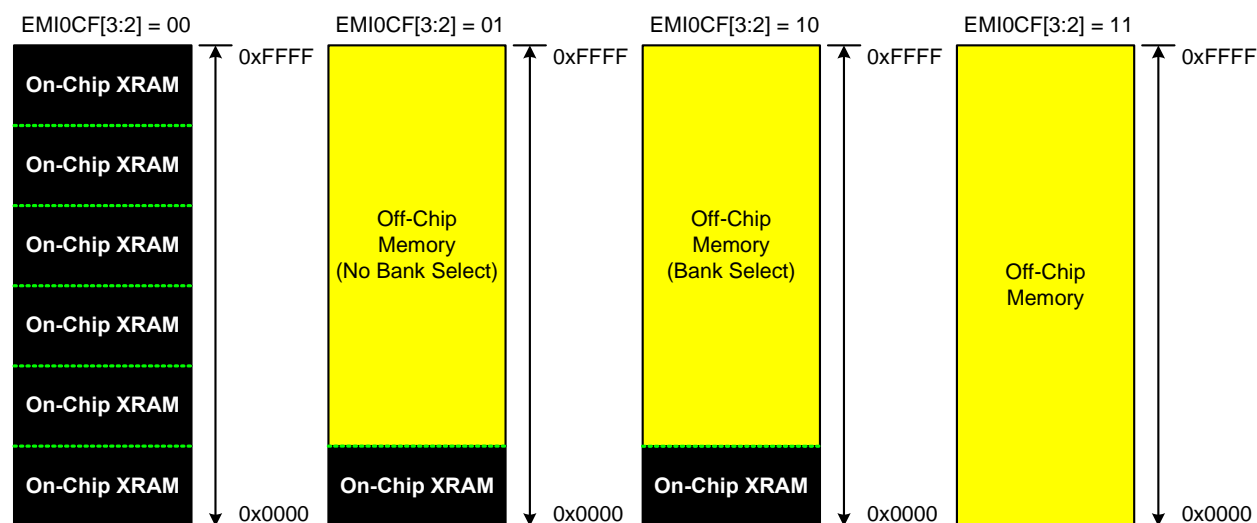 EMI0CF[3:2] = 00
0xFFFF
On-Chip XRAM
On-Chip XRAM
On-Chip XRAM
On-Chip XRAM
On-Chip XRAM
On-Chip XRAM
0x0000
EMI0CF[3:2] = 01
0xFFFF
Off-Chip
Memory
(No Bank Select)
On-Chip XRAM
0x0000
EMI0CF[3:2] = 10
0xFFFF
Off-Chip
Memory
(Bank Select)
On-Chip XRAM
0x0000
EMI0CF[3:2] = 11
0xFFFF
Off-Chip
Memory
0x0000